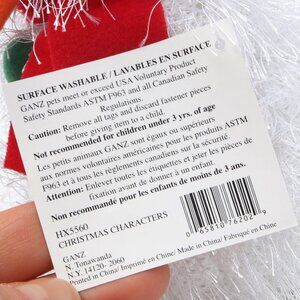 SURFACE WASHABLE / LAVABLES EN SURFACE
GANZ pets meet or exceed USA Voluntary Product
Safety Standards ASTM F963 and all Canadian Safety
Regulations.
Caution: Remove all tags and discard fastener pieces
before giving item to a child.
Not recommended for children under 3 yrs. of age
Les petits animaux GANZ sont égaux ou supérieurs
aux normes volontaires américaines pour les produits ASTM
F963 et à tous les règlements canadiens sur la sécurité.
Attention: Enlever toutes les étiquettes et jeter les pièces de
fixation avant de donner à un enfant.
Not recommended pour les enfants de moins de 3 ans.
HX5560
CHRISTMAS CHARACTERS
GANZ
N. Tonawanda
N.Y. 14120- 2060
Printed in China/Imprimé en Chine/ Made in China/ Fabriqué en Chine